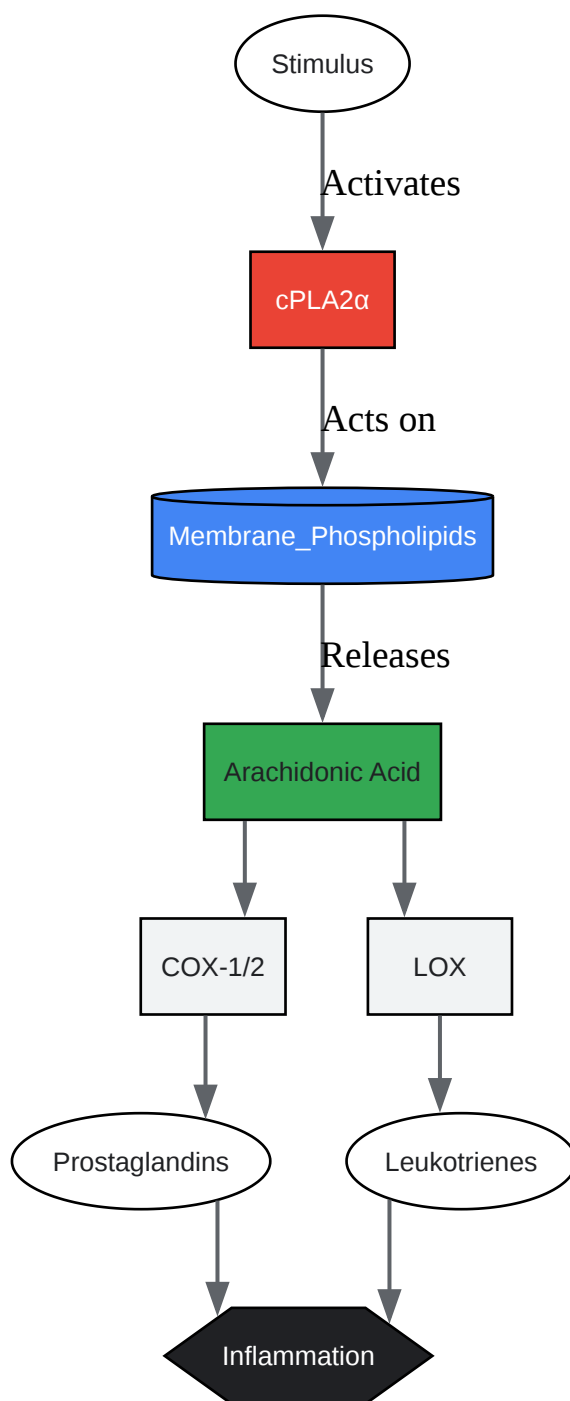 Stimulus
Activates
cPLA2α
Acts on
Membrane_Phospholipids
Releases
Arachidonic Acid
COX-1/2
LOX
Prostaglandins
Leukotrienes
Inflammation